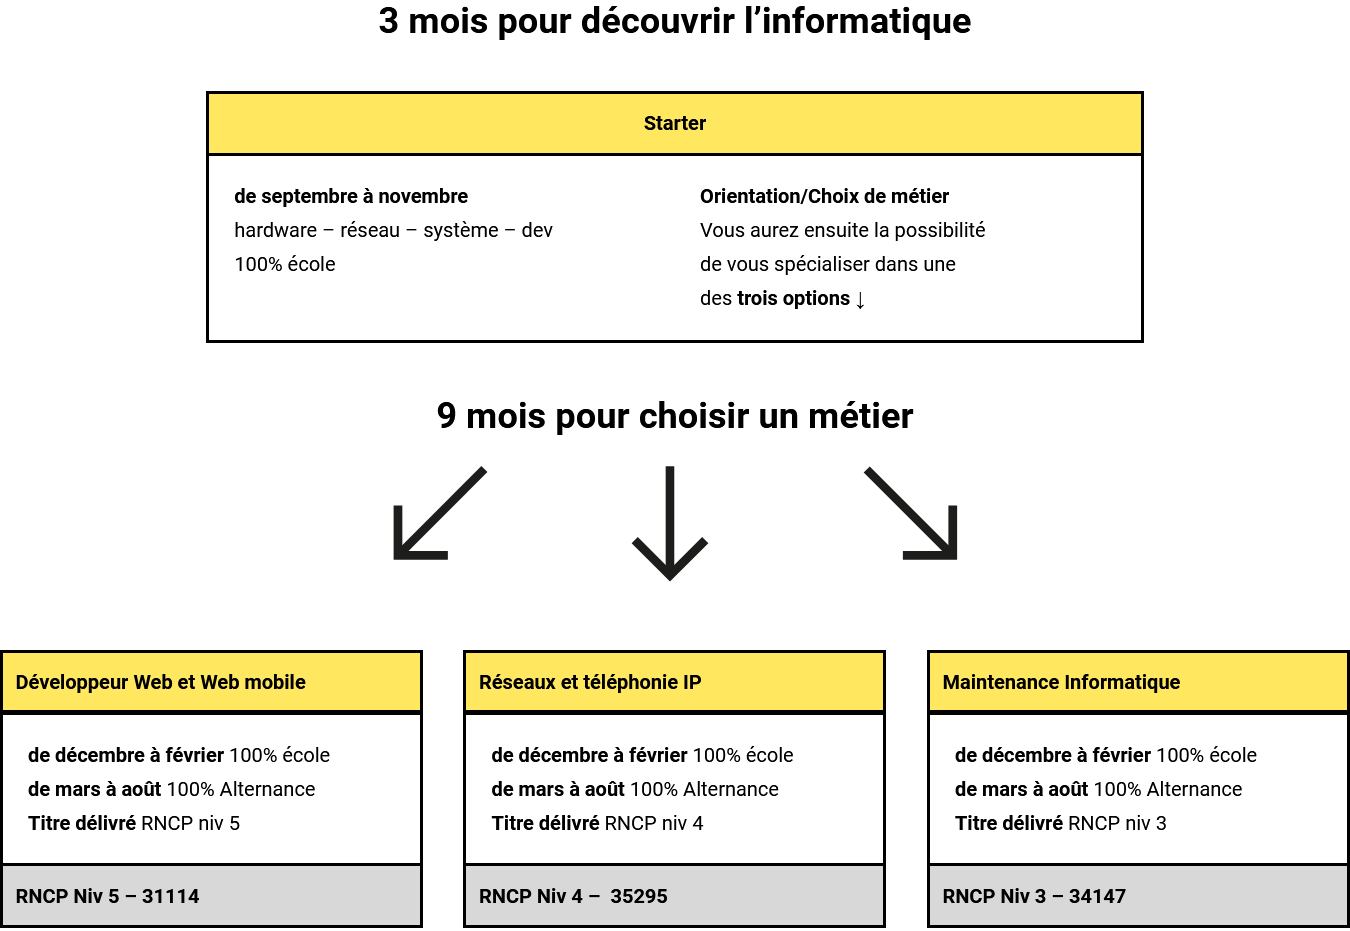 3 mois pour découvrir l’informatique
Starter
de septembre à novembre
hardware – réseau – système – dev
100% école
Orientation/Choix de métier
Vous aurez ensuite la possibilité
de vous spécialiser dans une
des trois options ↓
9 mois pour choisir un métier
Développeur Web et Web mobile
de décembre à février 100% école
de mars à août 100% Alternance
Titre délivré RNCP niv 5
RNCP Niv 5 – 31114
Réseaux et téléphonie IP
de décembre à février 100% école
de mars à août 100% Alternance
Titre délivré RNCP niv 4
RNCP Niv 4 –  35295
Maintenance Informatique
de décembre à février 100% école
de mars à août 100% Alternance
Titre délivré RNCP niv 3
RNCP Niv 3 – 34147